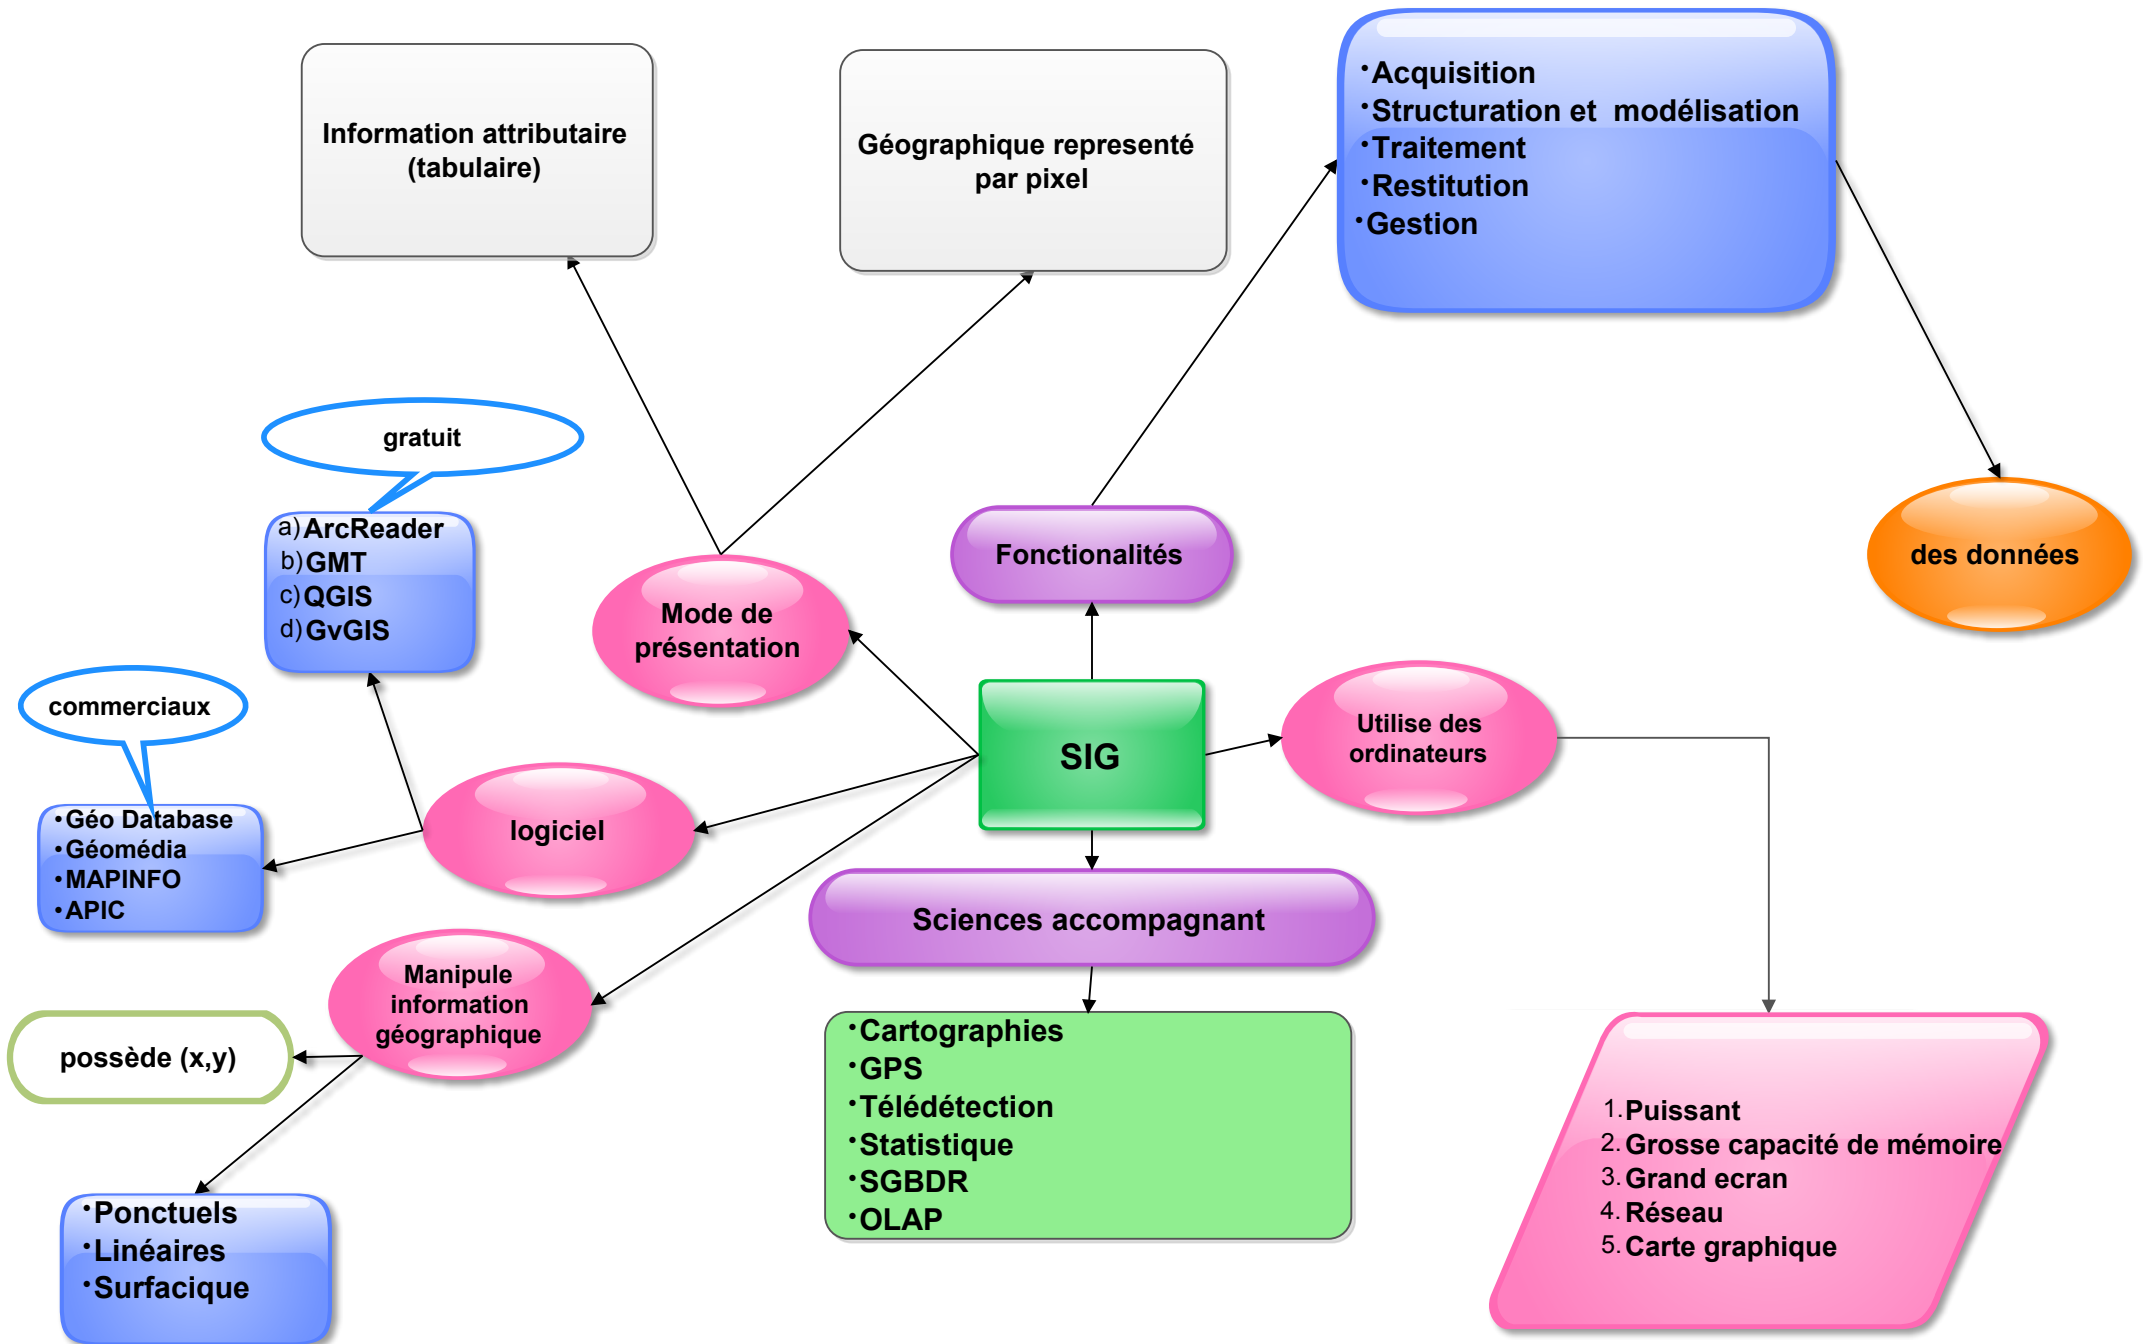 Information attributaire
(tabulaire)
Géographique representé
par pixel
•Acquisition
•Structuration et modélisation
•Traitement
•Restitution
•Gestion
gratuit
a)ArcReader
b)GMT
c)QGIS
d)GvGIS
Mode de
présentation
Fonctionalités
des données
commerciaux
•Géo Database
•Géomédia
•MAPINFO
•APIC
logiciel
SIG
Utilise des
ordinateurs
Sciences accompagnant
Manipule
information
géographique
possède (x,y)
•Ponctuels
•Linéaires
•Surfacique
•Cartographies
•GPS
•Télédétection
•Statistique
•SGBDR
•OLAP
1.Puissant
2.Grosse capacité de mémoire
3.Grand ecran
4.Réseau
5.Carte graphique